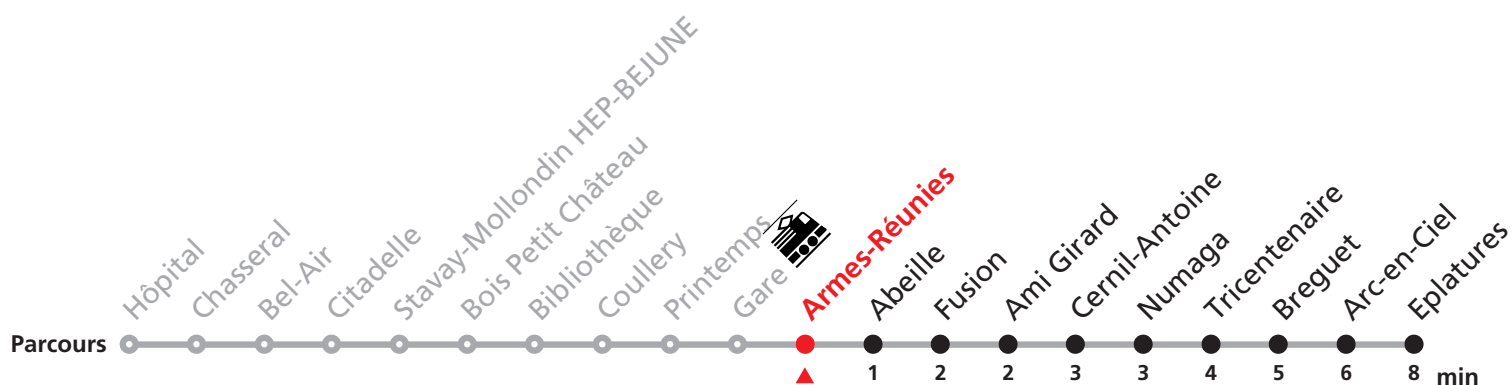 Hôpital
Chasseral
Bel-Air
Citadelle
Stavay-Mollondin HEP-BEJUNE
Bois Petit Château
Bibliothèque
Coullery
Printemps
Gare
Armes-Réunies
Abeille
Fusion
Ami Girard
Cernil-Antoine
Numaga
Tricentenaire
Breguet
Arc-en-Ciel
Eplatures
Parcours
1 2 2 3 3 4 5 6 8 min